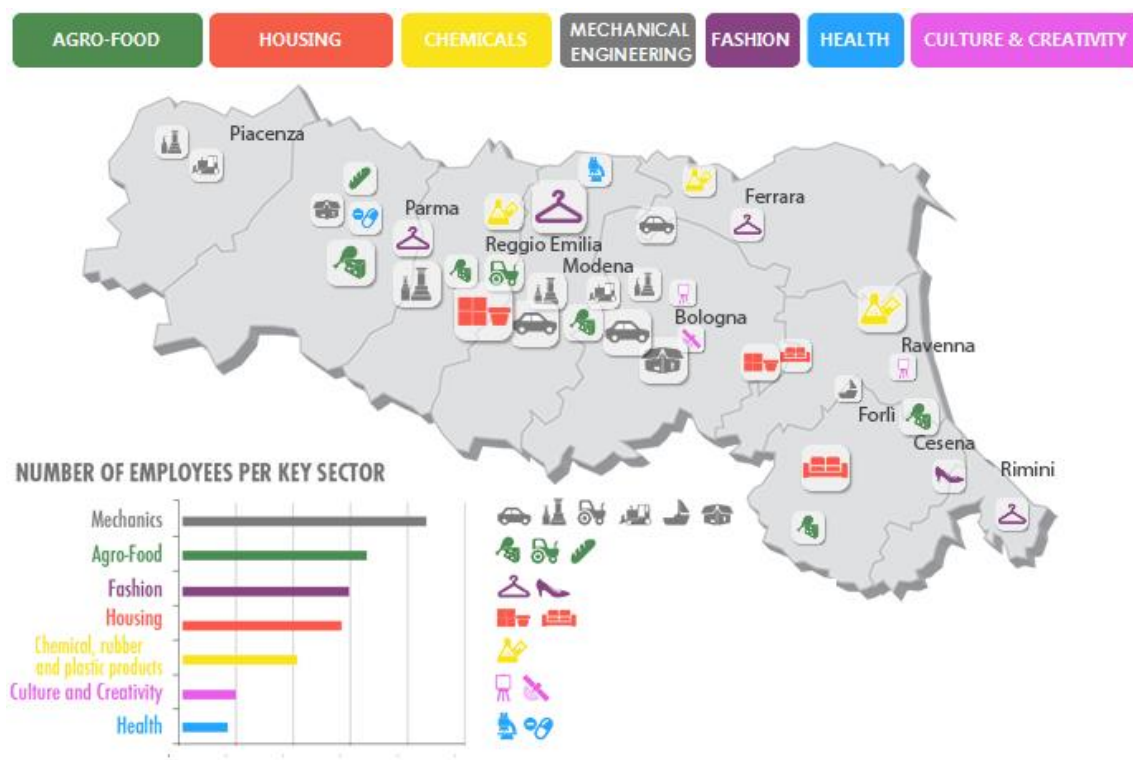 AGRO-FOOD
HOUSING
CHEMICALS
MECHANICAL
ENGINEERING
FASHION
HEALTH
CULTURE & CREATIVITY
Piacenza
Parma
Ferrara
Reggio Emilia
Modena
Bologna
Ravenna
Forlì
Cesena
Rimini
NUMBER OF EMPLOYEES PER KEY SECTOR
Mechanics
Agro-Food
Fashion
Housing
Chemical, rubber
and plastic products
Culture and Creativity
Health